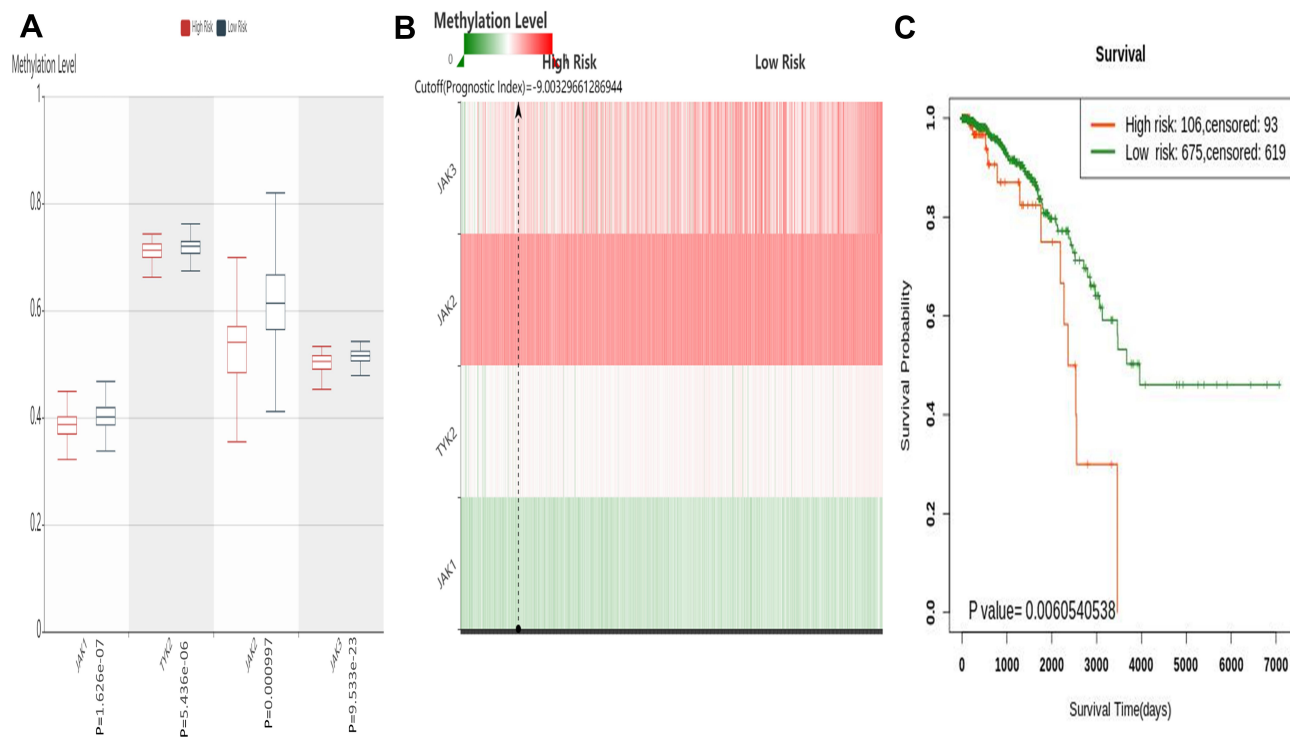 A
High Risk Low Risk
Methylation Level
1
0.8
0.6
0.4
0.2
0
JAK1
P=1.626e-07
TYK2
P=5.436e-06
JAK2
P=0.000997
JAK3
P=9.533e-23
B
Methylation Level
0
High Risk
Low Risk
Cutoff(Prognostic Index)=-9.00329661286944
JAK3
JAK2
TYK2
JAK1
C
Survival
High risk: 106,censored: 93
Low risk: 675,censored: 619
Survival Probability
1.0
0.8
0.6
0.4
0.2
0.0
P value= 0.0060540538
0 1000 2000 3000 4000 5000 6000 7000
Survival Time(days)